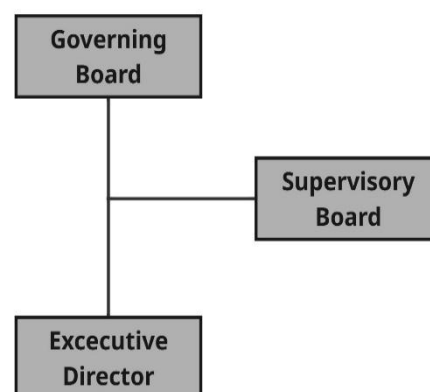 Governing
Board
Supervisory
Board
Excecutive
Director